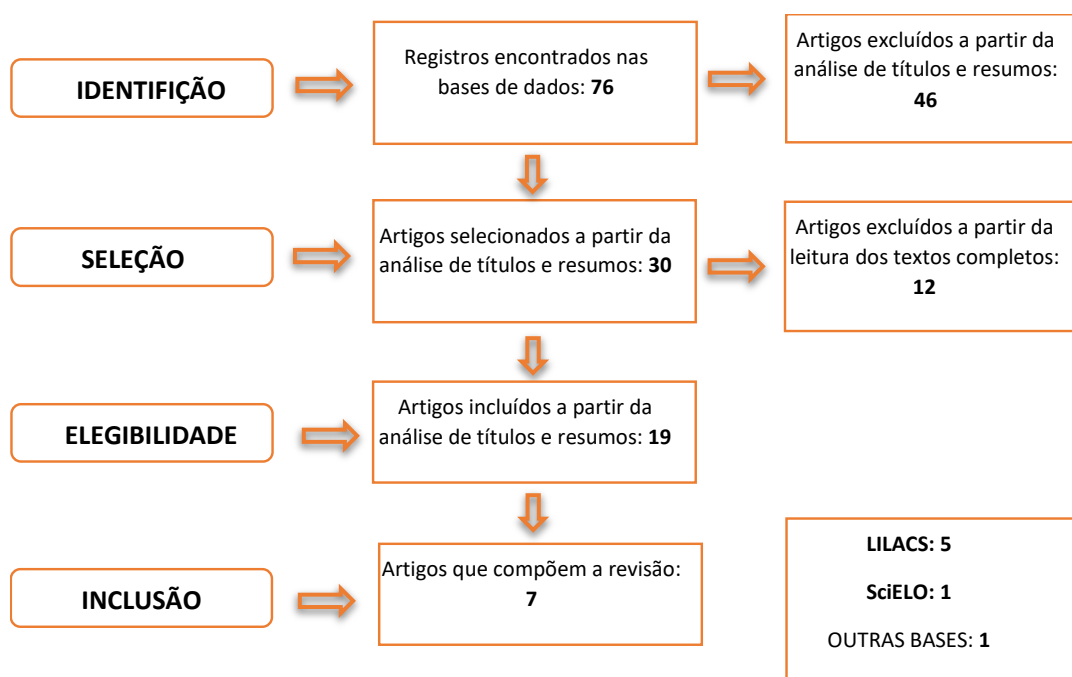 IDENTIFIÇÃO
Registros encontrados nas
bases de dados: 76
Artigos excluídos a partir da
análise de títulos e resumos:
46
SELEÇÃO
Artigos selecionados a partir da
análise de títulos e resumos: 30
Artigos excluídos a partir da
leitura dos textos completos:
12
ELEGIBILIDADE
Artigos incluídos a partir da
análise de títulos e resumos: 19
INCLUSÃO
Artigos que compõem a revisão:
7
LILACS: 5
SciELO: 1
OUTRAS BASES: 1